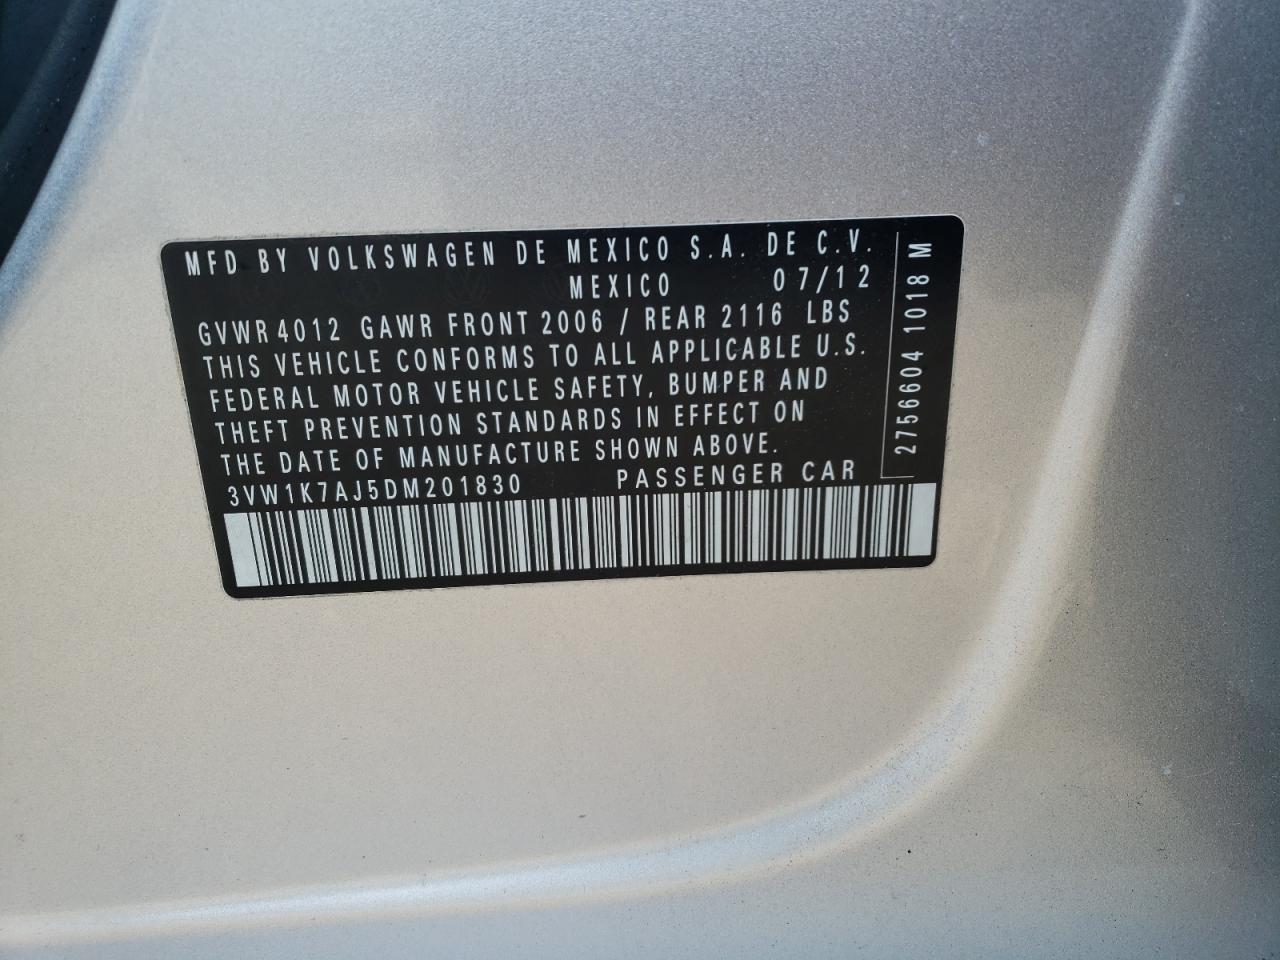 MFD BY VOLKSWAGEN DE MEXICO S.A. DE C.V.
MEXICO 07/12
GVWR 4012 GAWR FRONT 2006 / REAR 2116 LBS
THIS VEHICLE CONFORMS TO ALL APPLICABLE U.S.
FEDERAL MOTOR VEHICLE SAFETY, BUMPER AND
THEFT PREVENTION STANDARDS IN EFFECT ON
THE DATE OF MANUFACTURE SHOWN ABOVE.
3VW1K7AJ5DM201830 PASSENGER CAR
2756604 1018 M